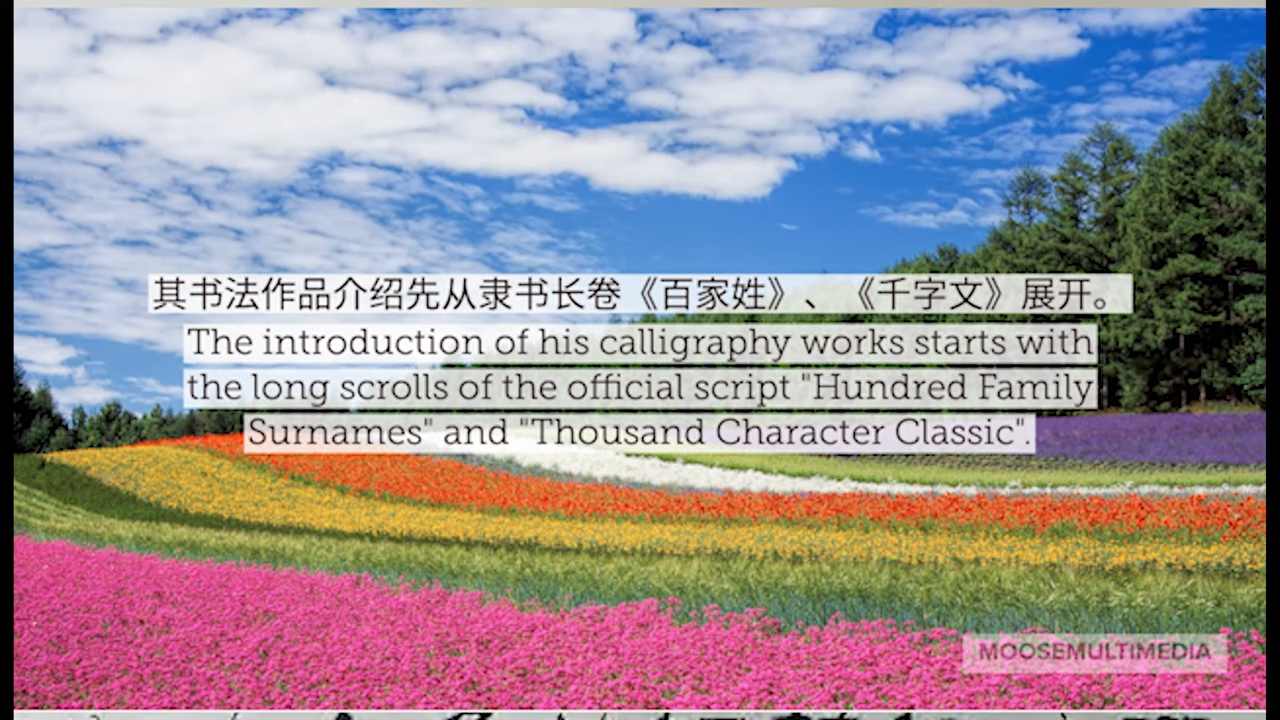 其书法作品介绍先从隶书长卷《百家姓》、《千字文》展开。
The introduction of his calligraphy works starts with
the long scrolls of the official script "Hundred Family
Surnames" and "Thousand Character Classic".
MOOSEMULTIMEDIA